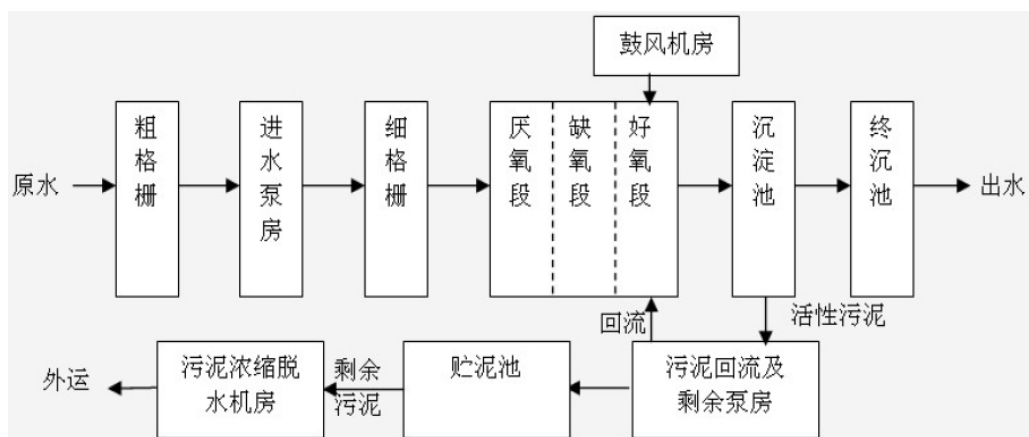 鼓风机房
原水
粗格栅
进水泵房
细格栅
厌氧段
缺氧段
好氧段
沉淀池
终沉池
出水
回流
活性污泥
外运
污泥浓缩脱
水机房
剩余
污泥
贮泥池
污泥回流及
剩余泵房